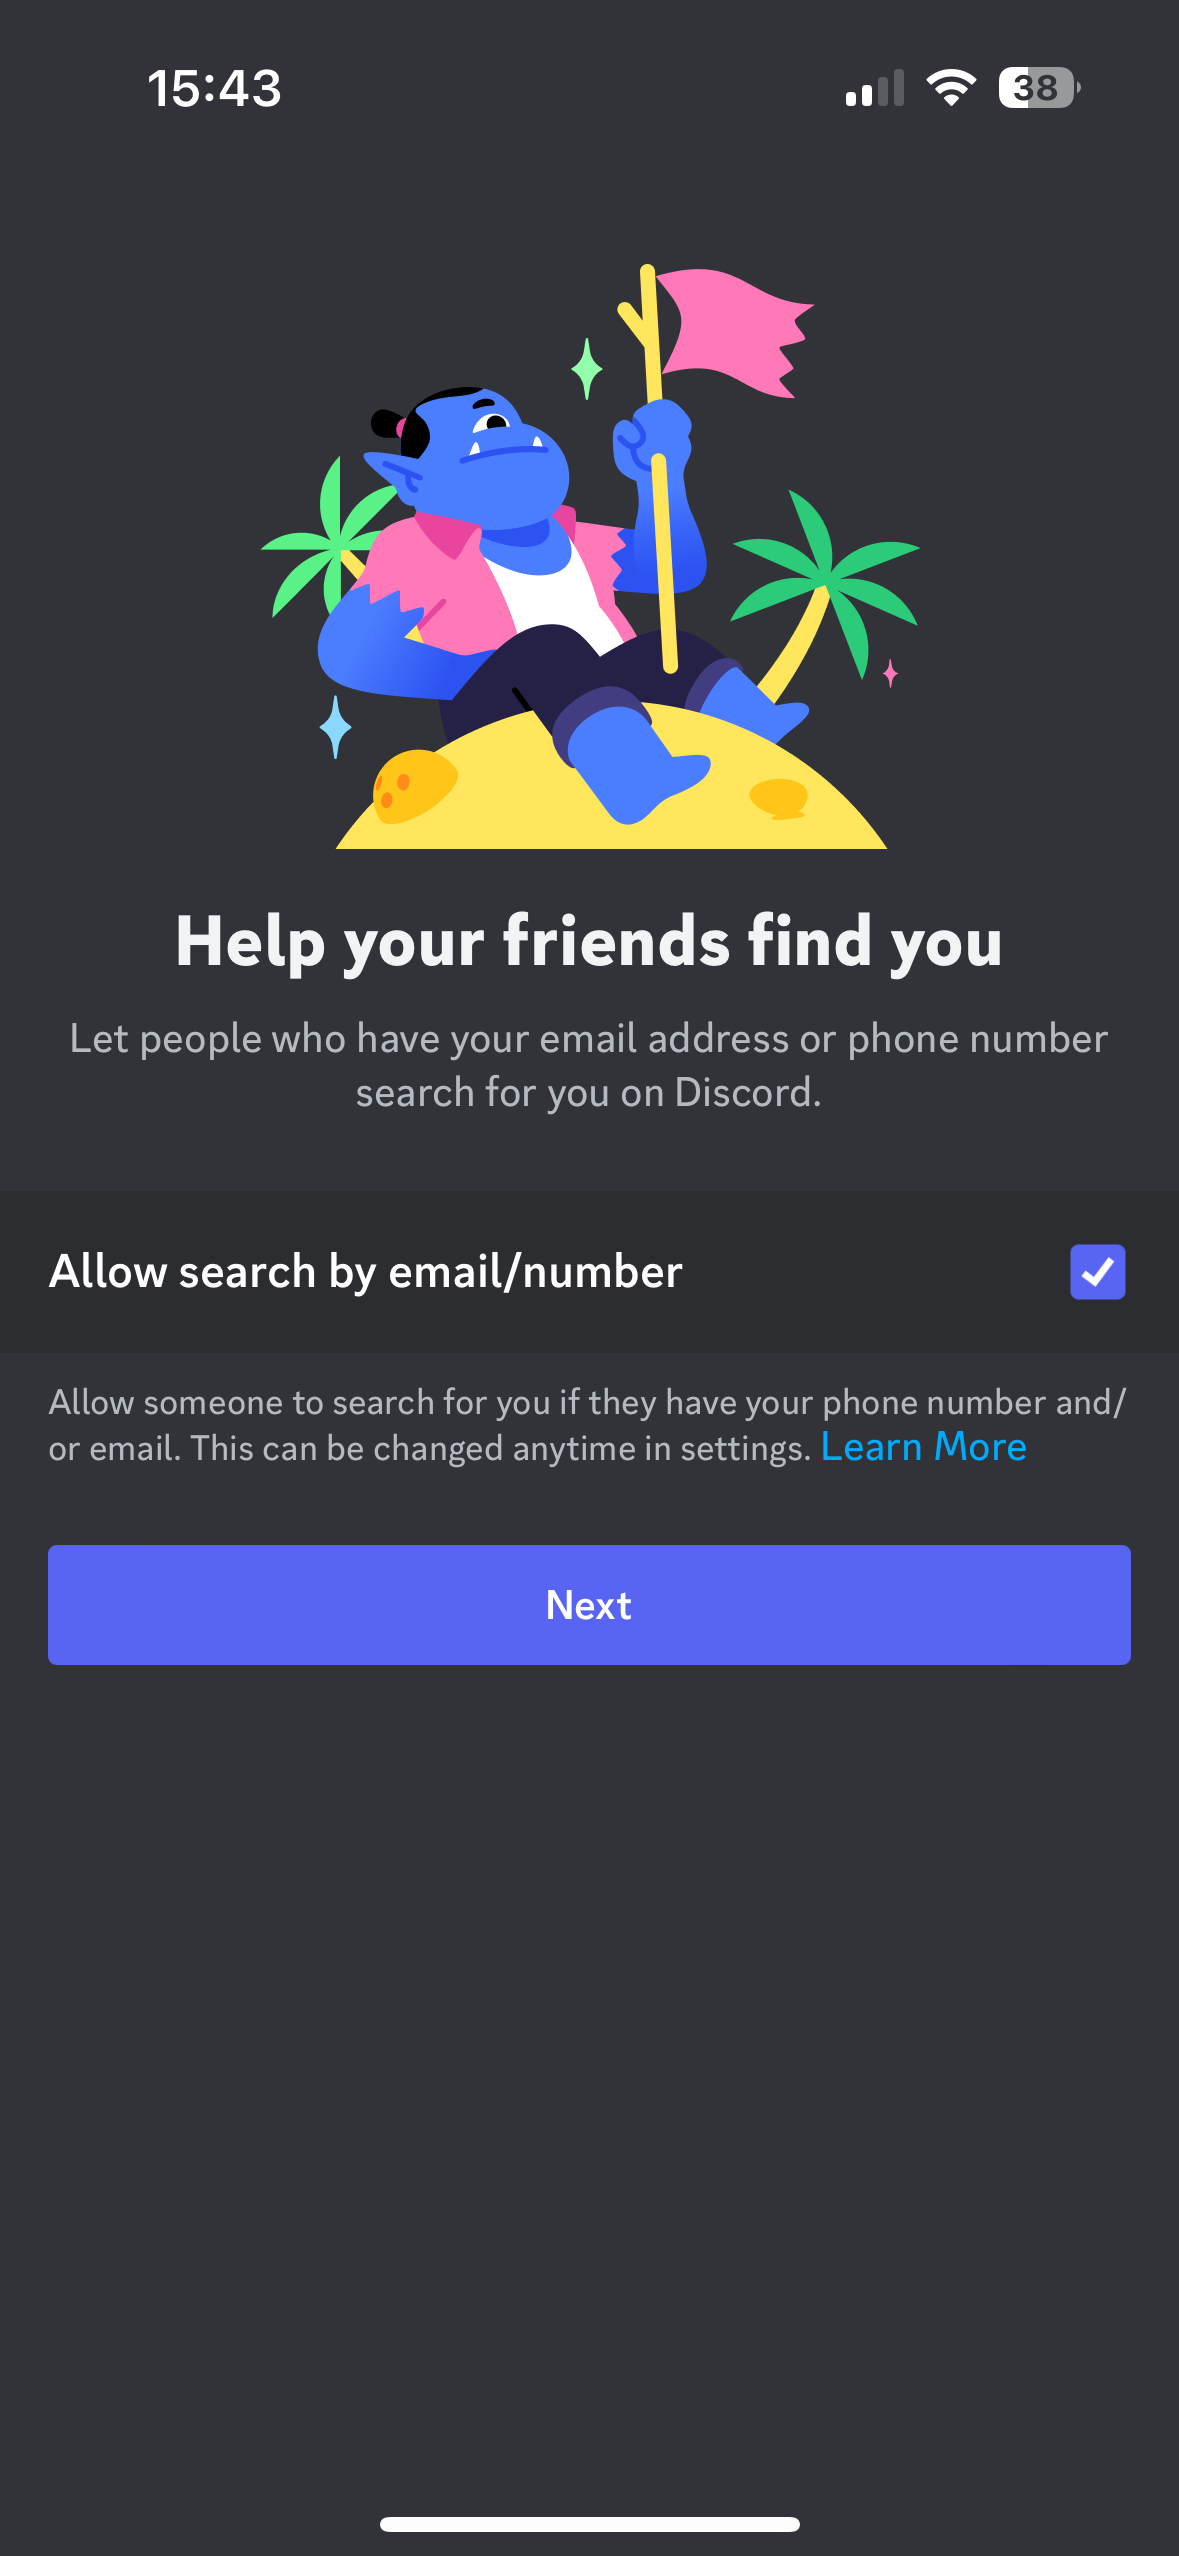 15:43
38
Help your friends find you
Let people who have your email address or phone number
search for you on Discord.
Allow search by email/number
Allow someone to search for you if they have your phone number and/
or email. This can be changed anytime in settings. Learn More
Next